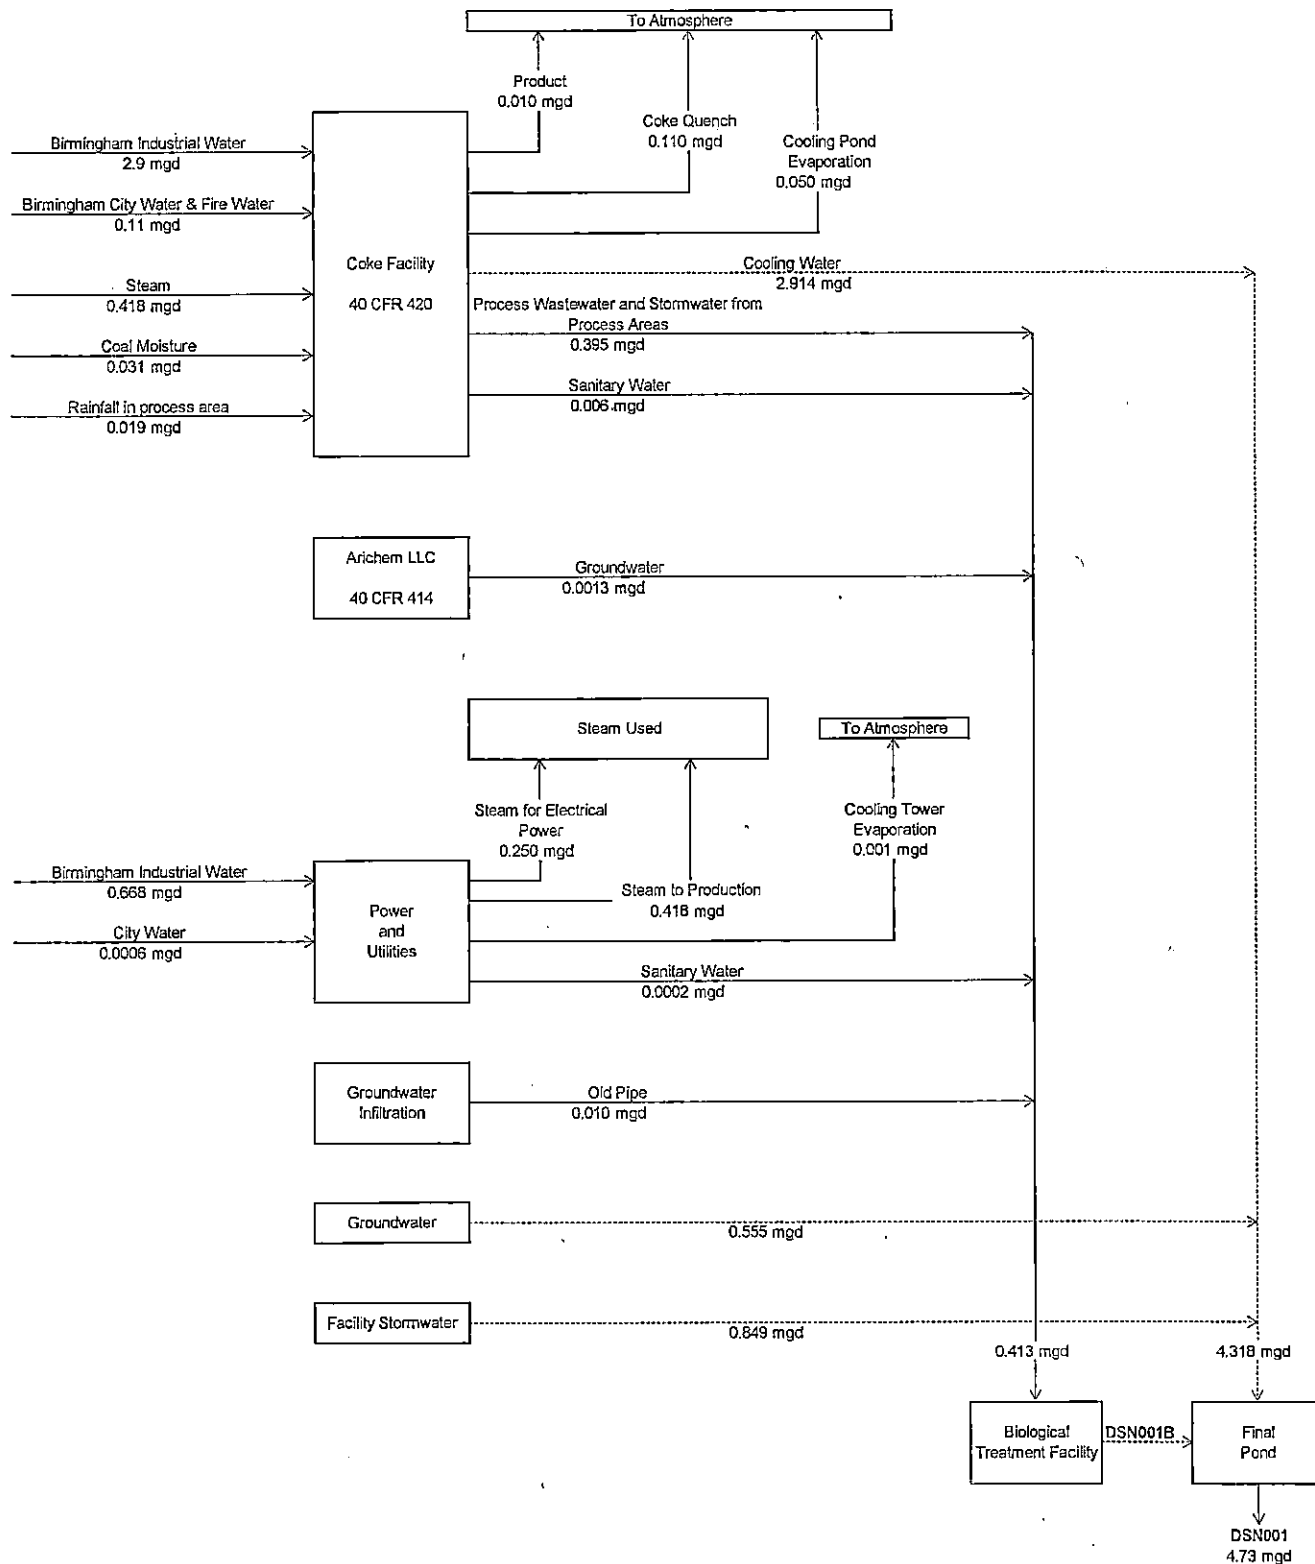 To Atmosphere
Product
0.010 mgd
Coke Quench
0.110 mgd
Cooling Pond
Evaporation
0.050 mgd
Birmingham Industrial Water
2.9 mgd
Birmingham City Water & Fire Water
0.11 mgd
Steam
0.418 mgd
Coal Moisture
0.031 mgd
Rainfall in process area
0.019 mgd
Coke Facility
40 CFR 420
Cooling Water
2.914 mgd
Process Wastewater and Stormwater from
Process Areas
0.395 mgd
Sanitary Water
0.006 mgd
Arichem LLC
40 CFR 414
Groundwater
0.0013 mgd
Steam Used
To Atmosphere
Steam for Electrical
Power
0.250 mgd
Steam to Production
0.418 mgd
Cooling Tower
Evaporation
0.001 mgd
Birmingham Industrial Water
0.668 mgd
City Water
0.0006 mgd
Power
and
Utilities
Sanitary Water
0.0002 mgd
Groundwater
Infiltration
Old Pipe
0.010 mgd
Groundwater
0.555 mgd
Facility Stormwater
0.849 mgd
0.413 mgd
4.318 mgd
Biological
Treatment Facility
DSN001B
Final
Pond
DSN001
4.73 mgd